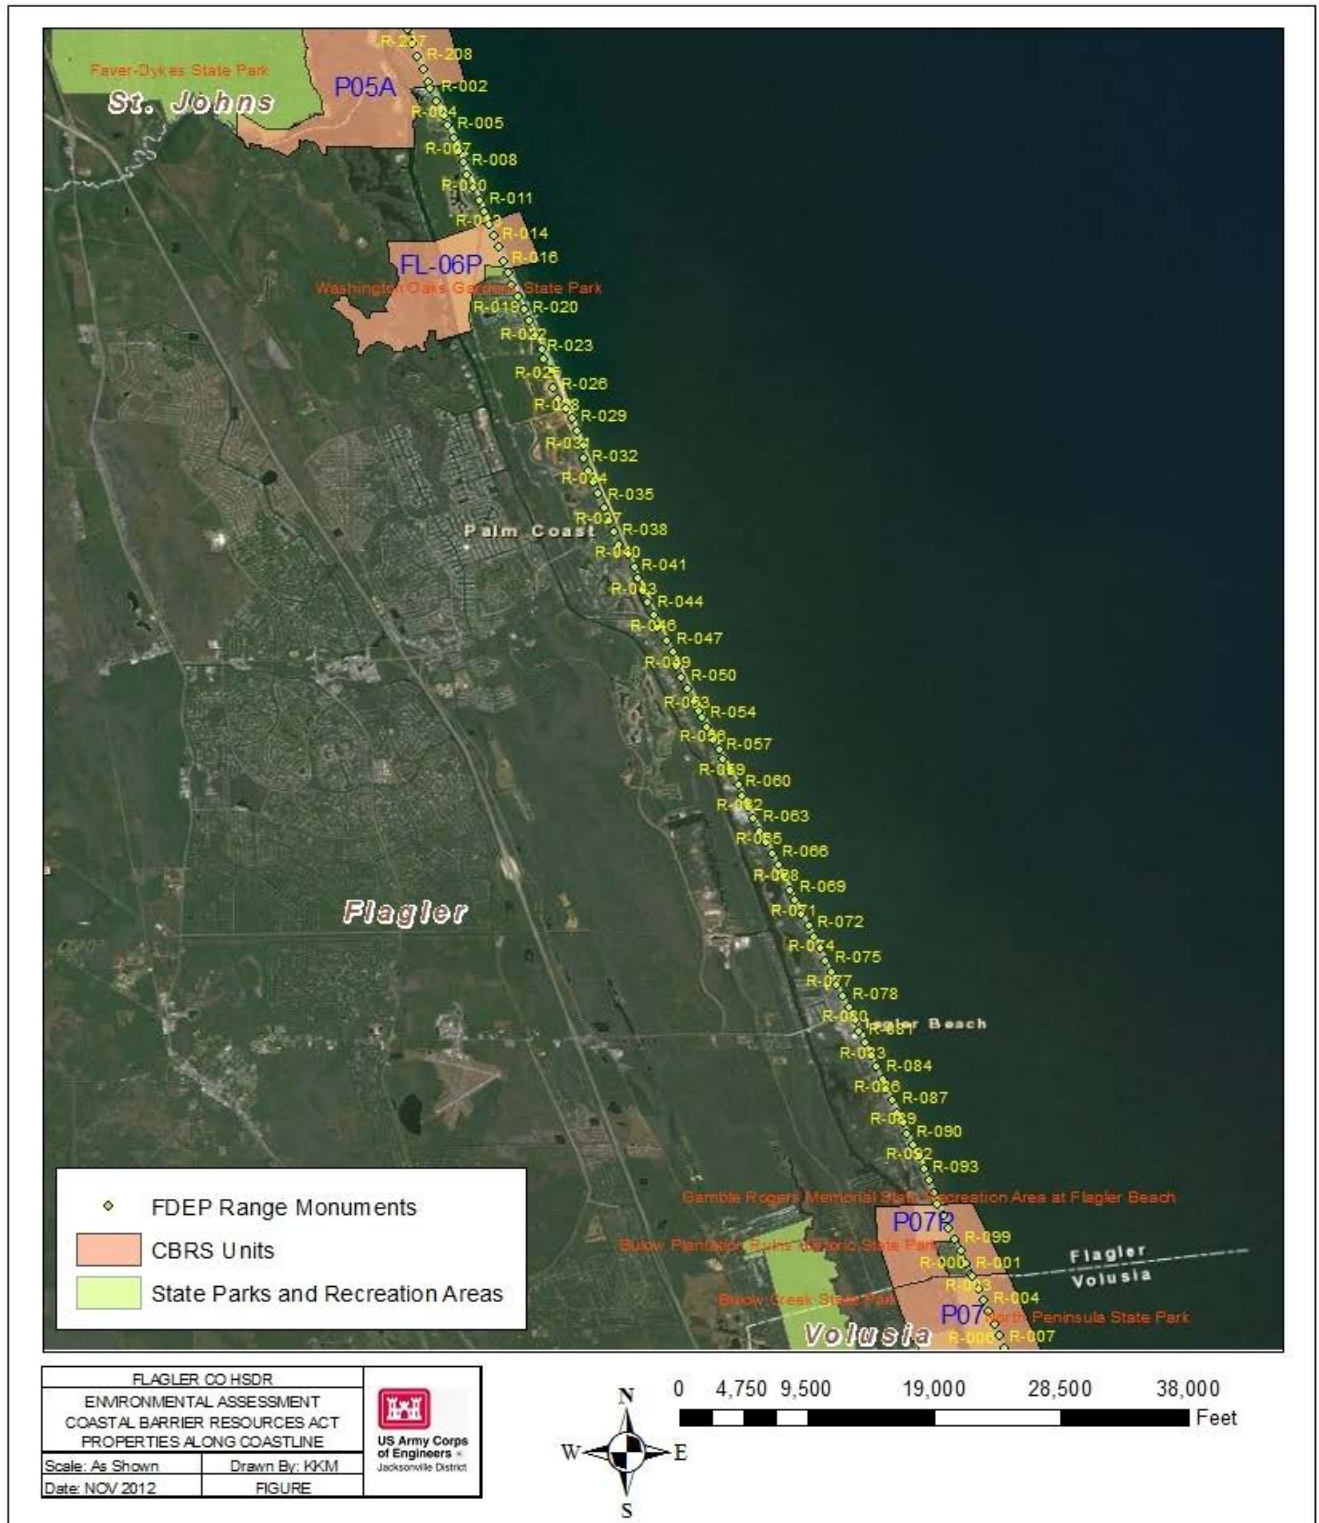 R-207
R-208
Faver-Dykes State Park
P05A
R-002
St. Johns
R-004
R-005
R-007
R-008
R-010
R-011
R-013
R-014
R-016
FL-06P
Washington Oaks Gardens State Park
R-019
R-020
R-022
R-023
R-025
R-026
R-028
R-029
R-031
R-032
R-034
R-035
R-037
Palm Coast
R-038
R-040
R-041
R-043
R-044
R-046
R-047
R-049
R-050
R-053
R-054
R-056
R-057
R-059
R-060
R-062
R-063
R-065
R-066
R-068
R-069
R-071
Flagler
R-072
R-074
R-075
R-077
R-078
R-080
Flagler Beach
R-081
R-083
R-084
R-086
R-087
R-089
R-090
R-092
R-093
Gamble Rogers Memorial State Recreation Area at Flagler Beach
P07P
R-099
Bulow Plantation Ruins Historic State Park
Flagler
R-000
R-001
Volusia
R-003
Bulow Creek State Park
R-004
P07
North Peninsula State Park
Volusia
R-006
R-007
FDEP Range Monuments
CBRS Units
State Parks and Recreation Areas
FLAGLER CO HSDR
ENVIRONMENTAL ASSESSMENT
COASTAL BARRIER RESOURCES ACT
PROPERTIES ALONG COASTLINE
Scale: As Shown
Drawn By: KKM
Date: NOV 2012
FIGURE
US Army Corps
of Engineers
Jacksonville District
N
W
E
S
0 4,750 9,500 19,000 28,500 38,000
Feet